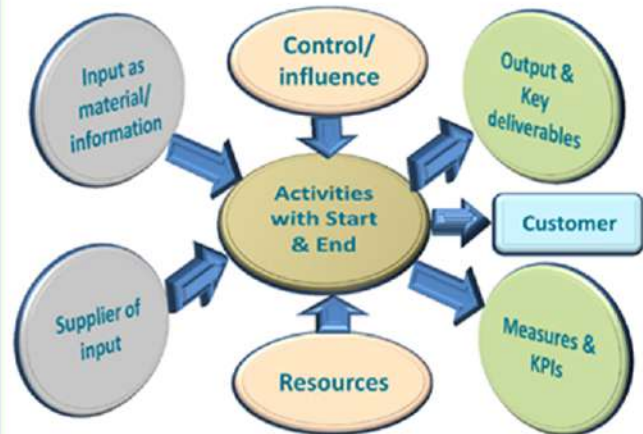 Input as
material/
information
Control/
influence
Output &
Key
deliverables
Activities
with Start
& End
Customer
Supplier of
input
Resources
Measures &
KPIs